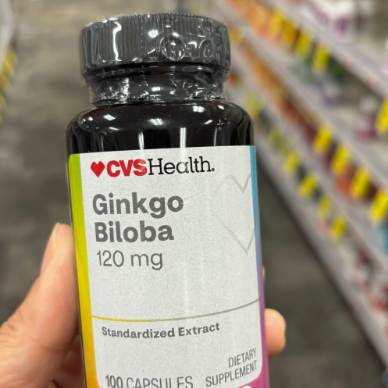 CVSHealth.
Ginkgo
Biloba
120 mg
Standardized Extract
100 CAPSULES
DIETARY
SUPPLEMENT